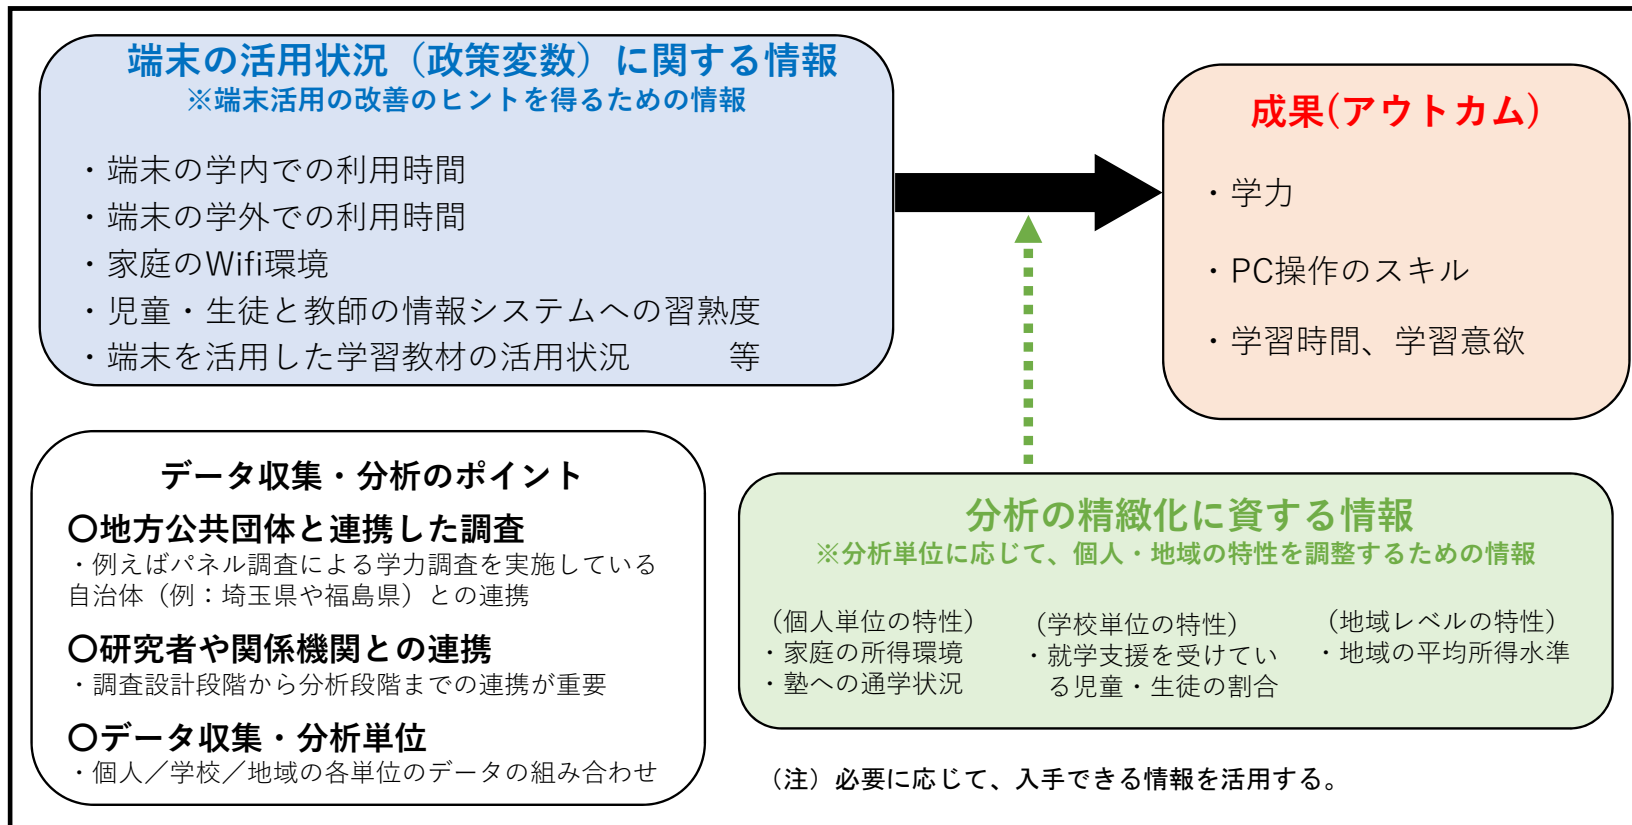 端末の活用状況（政策変数）に関する情報
※端末活用の改善のヒントを得るための情報
・端末の学内での利用時間
・端末の学外での利用時間
・家庭のWifi環境
・児童・生徒と教師の情報システムへの習熟度
・端末を活用した学習教材の活用状況　　　等
成果(アウトカム)
・学力
・PC操作のスキル
・学習時間、学習意欲
データ収集・分析のポイント
〇地方公共団体と連携した調査
・例えばパネル調査による学力調査を実施している
自治体（例：埼玉県や福島県）との連携
〇研究者や関係機関との連携
・調査設計段階から分析段階までの連携が重要
〇データ収集・分析単位
・個人／学校／地域の各単位のデータの組み合わせ
分析の精緻化に資する情報
※分析単位に応じて、個人・地域の特性を調整するための情報
（個人単位の特性）
・家庭の所得環境
・塾への通学状況
（学校単位の特性）
・就学支援を受けてい
る児童・生徒の割合
（地域レベルの特性）
・地域の平均所得水準
（注）必要に応じて、入手できる情報を活用する。